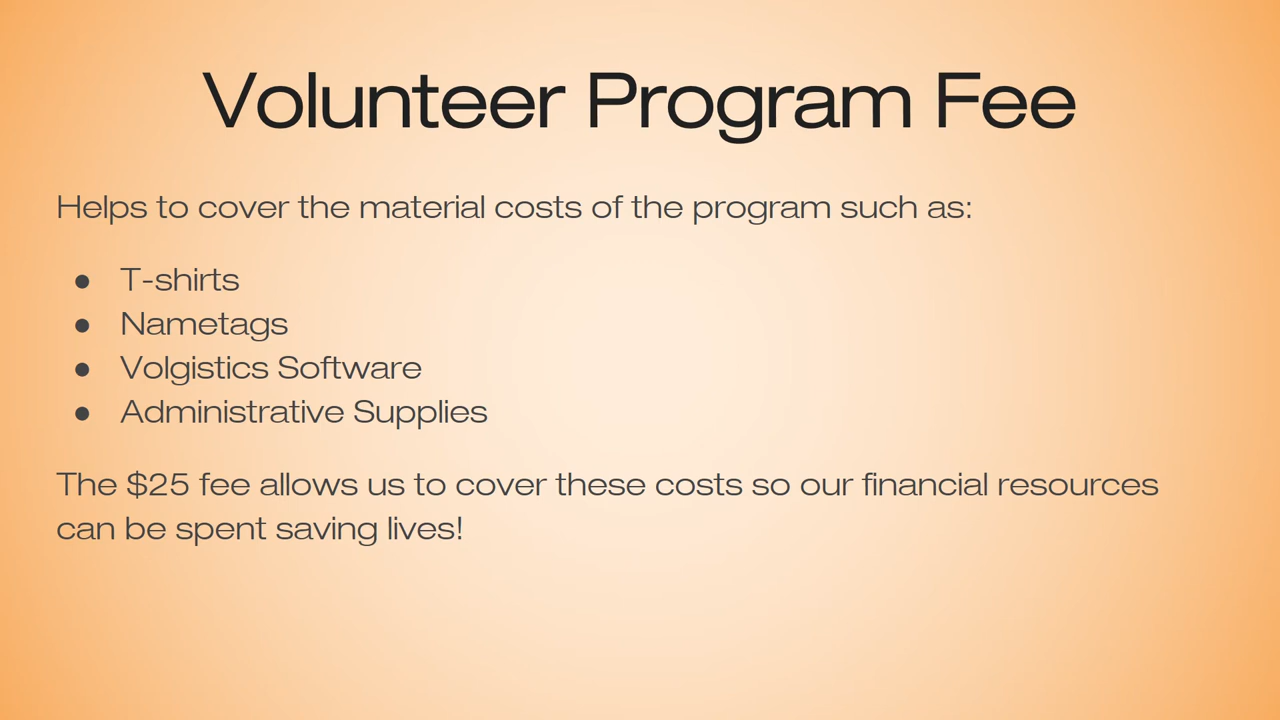 Volunteer Program Fee
Helps to cover the material costs of the program such as:
● T-shirts
● Nametags
● Volgistics Software
● Administrative Supplies
The $25 fee allows us to cover these costs so our financial resources
can be spent saving lives!